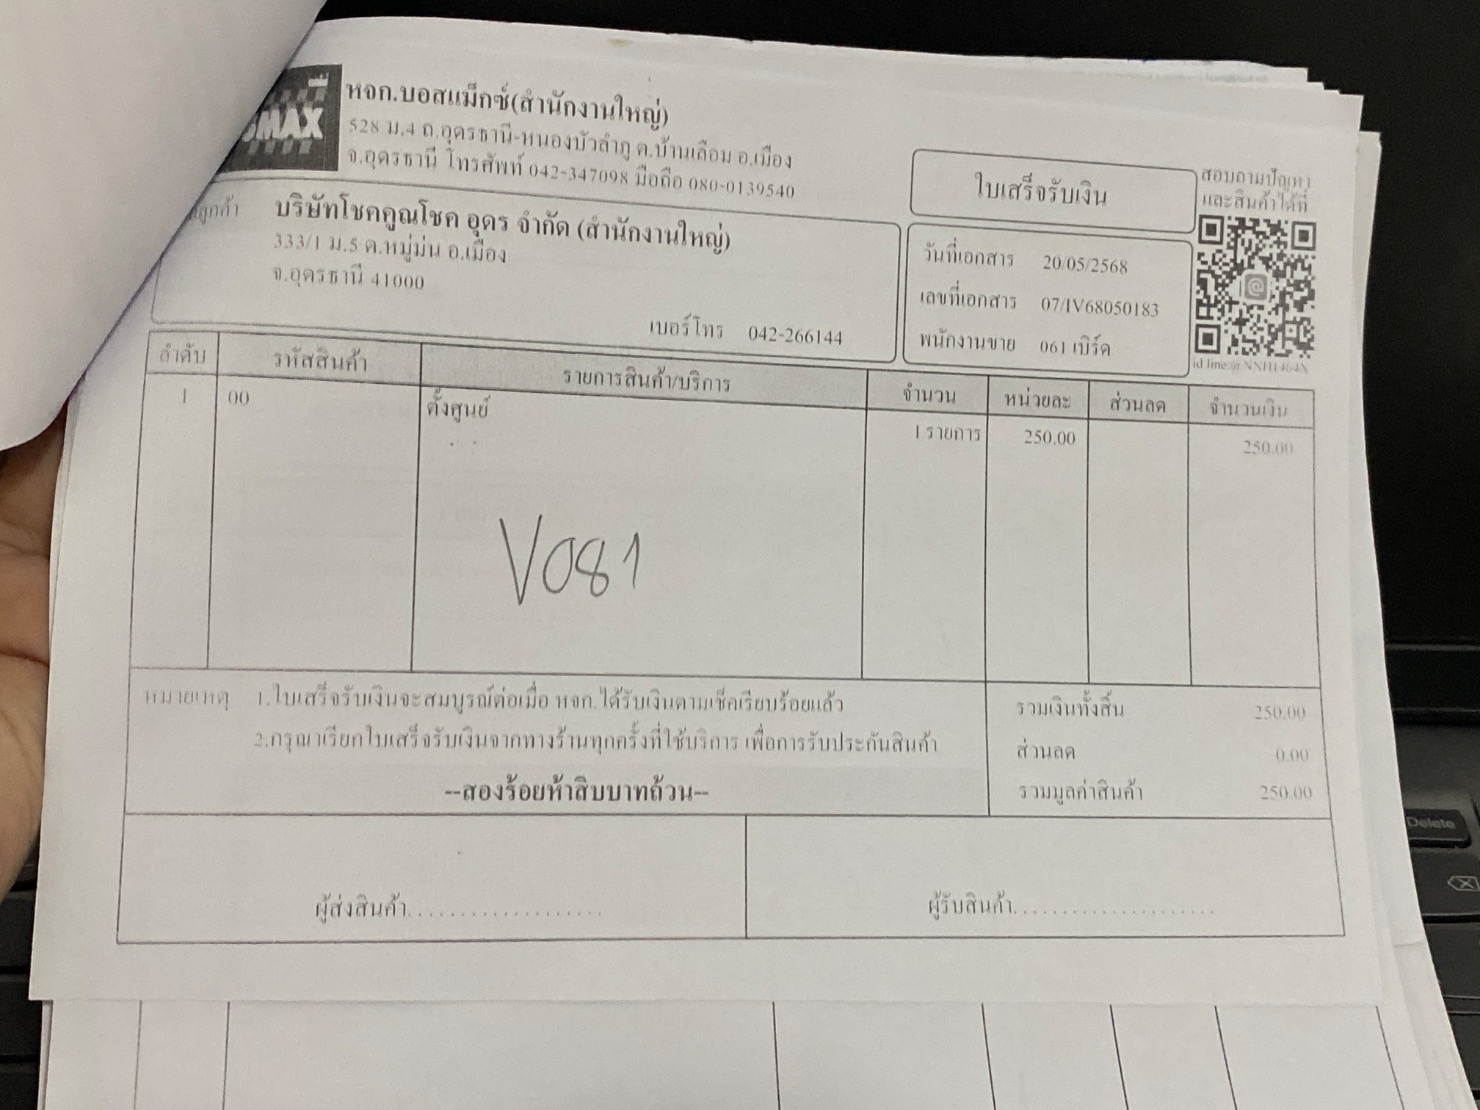 หจก.บอสแม็กซ์(สำนักงานใหญ่)
528 ม.4 ถ.อุดรธานี-หนองบัวลำภู ต.บ้านเลื่อม อ.เมือง
จ.อุดรธานี โทรศัพท์ 042-347098 มือถือ 080-0139540
MAX
ใบเสร็จรับเงิน
สอบถามปัญหา
และสินค้าได้ที่
ลูกค้า บริษัทโชคคูณโชค อุดร จำกัด (สำนักงานใหญ่)
333/1 ม.5 ต.หมู่ม่น อ.เมือง
จ.อุดรธานี 41000
เบอร์โทร 042-266144
วันที่เอกสาร 20/05/2568
เลขที่เอกสาร 07/IV68050183
พนักงานขาย 061 เบิร์ด
id line:@
ลำดับ รหัสสินค้า รายการสินค้า/บริการ จำนวน หน่วยละ ส่วนลด จำนวนเงิน
1 00 ตั้งศูนย์ 1 รายการ 250.00 250.00
V081
หมายเหตุ 1.ใบเสร็จรับเงินจะสมบูรณ์ต่อเมื่อ หจก.ได้รับเงินตามเช็คเรียบร้อยแล้ว
2.กรุณาเรียกใบเสร็จรับเงินจากทางร้านทุกครั้งที่ใช้บริการ เพื่อการรับประกันสินค้า
--สองร้อยห้าสิบบาทถ้วน--
รวมเงินทั้งสิ้น 250.00
ส่วนลด 0.00
รวมมูลค่าสินค้า 250.00
ผู้ส่งสินค้า....................
ผู้รับสินค้า.....................
Delete